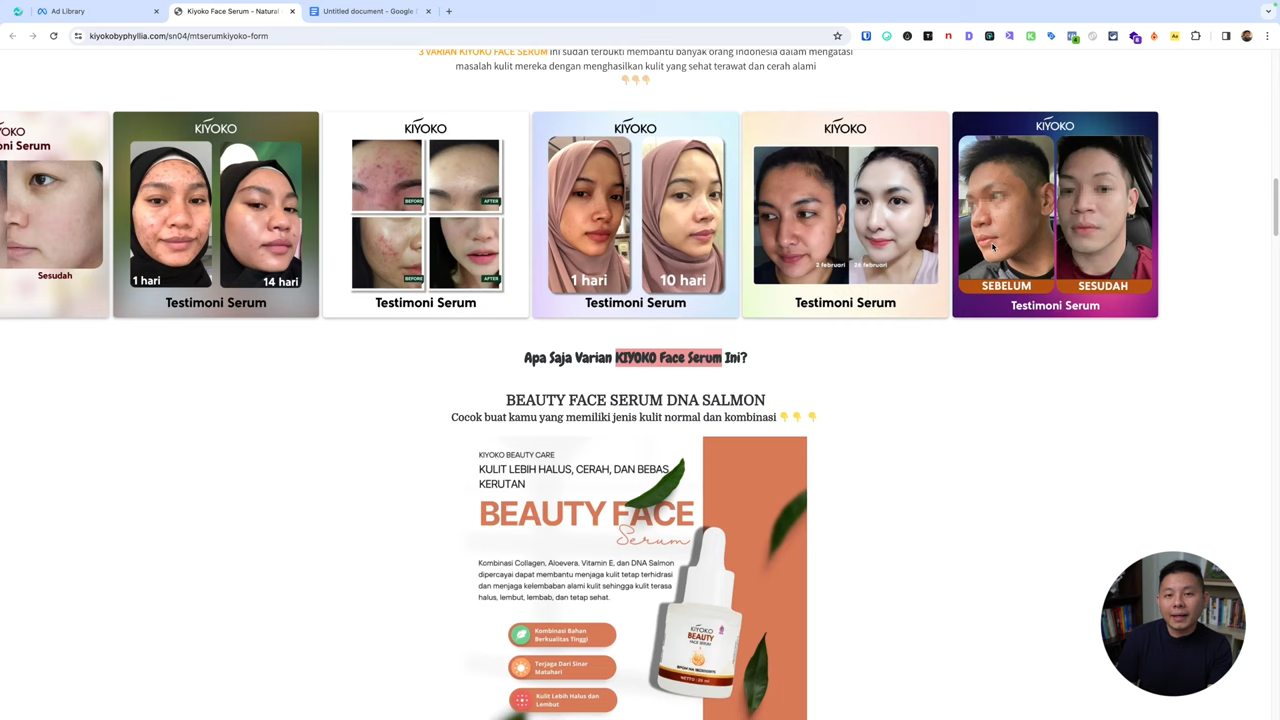 Ad Library
Kiyoko Face Serum - Natural
Untitled document - Google
kiyokobyphyllia.com/sn04/mtserumkiyoko-form
3 VARIAN KIYOKO FACE SERUM ini sudah terbukti membantu banyak orang Indonesia dalam mengatasi
masalah kulit mereka dengan menghasilkan kulit yang sehat terawat dan cerah alami
👇🏼👇🏼👇🏼
KIYOKO
oni Serum
Sesudah
KIYOKO
1 hari
14 hari
Testimoni Serum
KIYOKO
BEFORE
AFTER
BEFORE
AFTER
Testimoni Serum
KIYOKO
1 hari
10 hari
Testimoni Serum
KIYOKO
2 februari
26 februari
Testimoni Serum
KIYOKO
SEBELUM
SESUDAH
Testimoni Serum
Apa Saja Varian KIYOKO Face Serum Ini?
BEAUTY FACE SERUM DNA SALMON
Cocok buat kamu yang memiliki jenis kulit normal dan kombinasi 👇 👇 👇
KIYOKO BEAUTY CARE
KULIT LEBIH HALUS, CERAH, DAN BEBAS
KERUTAN
BEAUTY FACE
Serum
Kombinasi Collagen, Aloevera, Vitamin E, dan DNA Salmon
dipercayai dapat membantu menjaga kulit tetap terhidrasi
dan menjaga kelembaban alami kulit sehingga kulit terasa
halus, lembut, lembab, dan tetap sehat.
Kombinasi Bahan
Berkualitas Tinggi
Terjaga Dari Sinar
Matahari
Kulit Lebih Halus dan
Lembut
KIYOKO
BEAUTY
FACE SERUM
NETTO : 20 ml